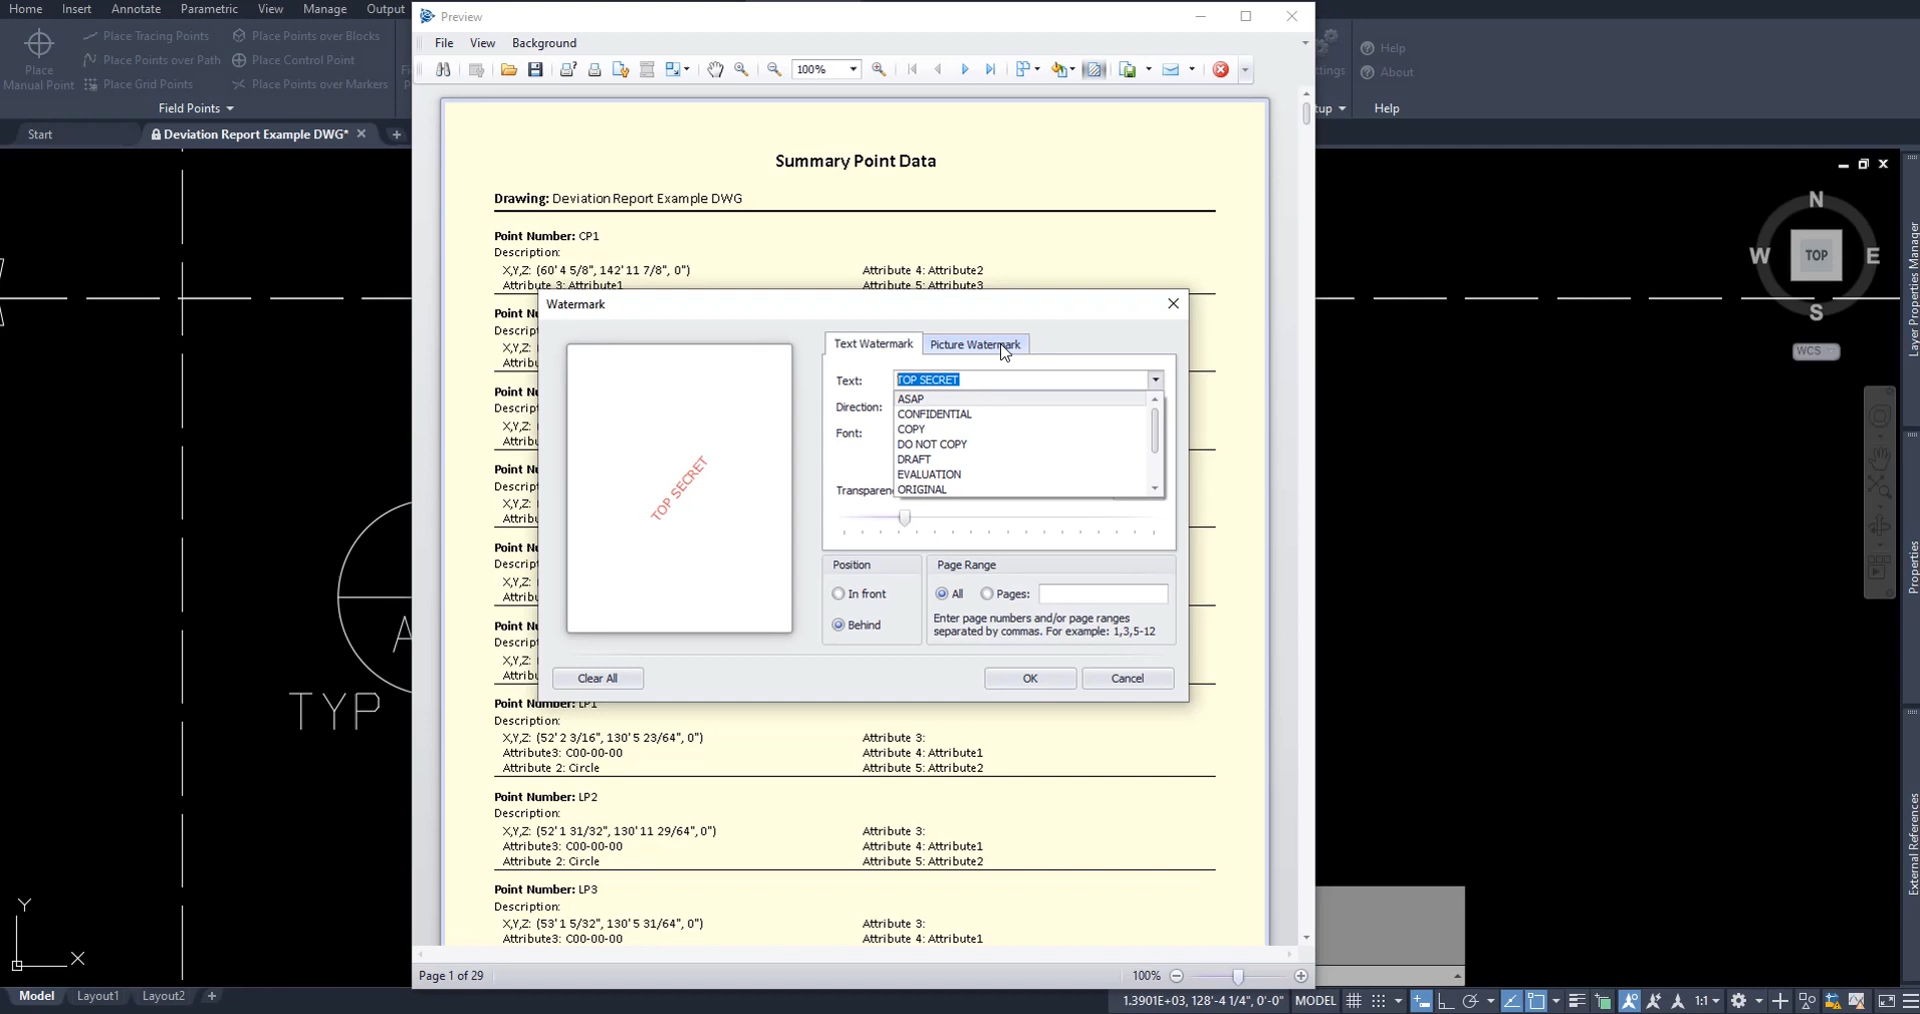 Home Insert Annotate Parametric View Manage Output
Place Manual Point
Place Tracing Points
Place Points over Path
Place Grid Points
Place Points over Blocks
Place Control Point
Place Points over Markers
Field Points
Help
About
Help
Start
Deviation Report Example DWG*
Preview
File View Background
100%
Summary Point Data
Drawing: Deviation Report Example DWG
Point Number: CP1
Description:
X,Y,Z: (60' 4 5/8", 142' 11 7/8", 0") Attribute 4: Attribute2
Attribute 3: Attribute1 Attribute 5: Attribute3
Watermark
Text Watermark
Picture Watermark
Text: TOP SECRET
ASAP
CONFIDENTIAL
COPY
DO NOT COPY
DRAFT
EVALUATION
ORIGINAL
Direction:
Font:
TOP SECRET
Position
In front
Behind
Page Range
All Pages:
Enter page numbers and/or page ranges
separated by commas. For example: 1,3,5-12
Clear All
OK
Cancel
Point Number: LP1
Description:
X,Y,Z: (52' 2 3/16", 130' 5 23/64", 0") Attribute 3:
Attribute3: C00-00-00 Attribute 4: Attribute1
Attribute 2: Circle Attribute 5: Attribute2
Point Number: LP2
Description:
X,Y,Z: (52' 1 31/32", 130' 11 29/64", 0") Attribute 3:
Attribute3: C00-00-00 Attribute 4: Attribute1
Attribute 2: Circle Attribute 5: Attribute2
Point Number: LP3
Description:
X,Y,Z: (53' 1 5/32", 130' 5 31/64", 0") Attribute 3:
Attribute3: C00-00-00 Attribute 4: Attribute1
Page 1 of 29
100%
TYP
Y
X
N
W
TOP
E
S
WCS
Layer Properties Manager
Properties
External References
Model Layout1 Layout2
1.3901E+03, 128'-4 1/4", 0'-0" MODEL
1:1